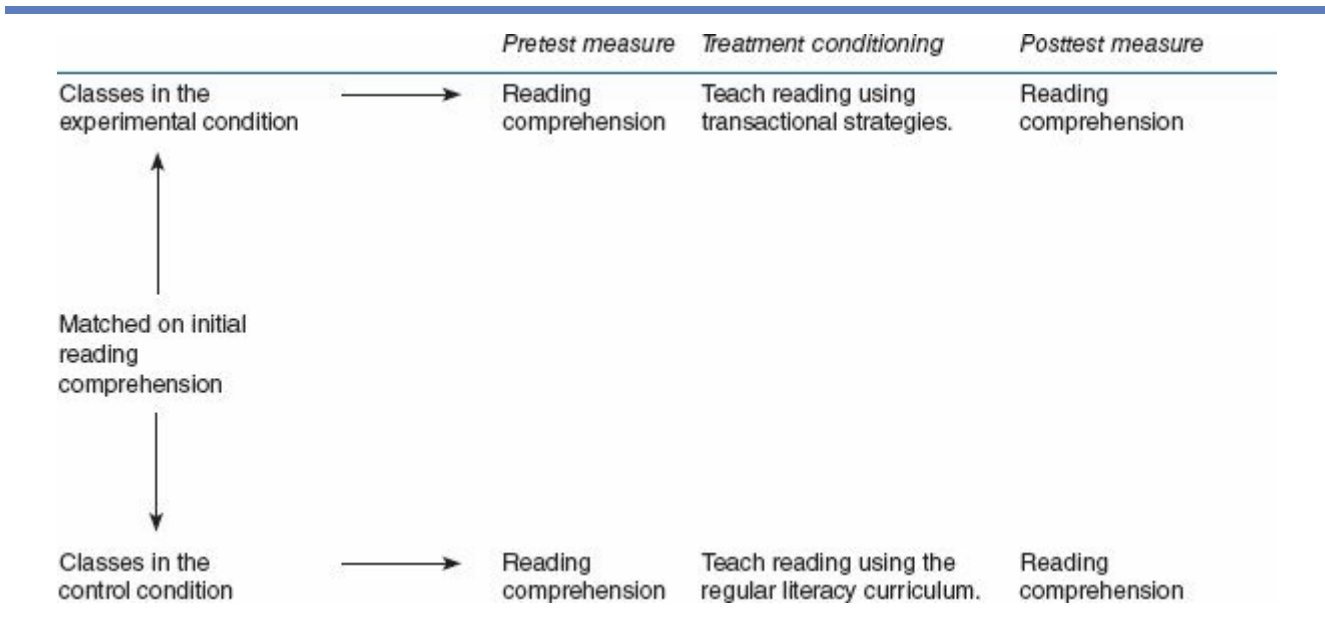 Pretest measure Treatment conditioning Posttest measure
Classes in the Reading Teach reading using Reading
experimental condition comprehension transactional strategies. comprehension
Matched on initial
reading
comprehension
Classes in the Reading Teach reading using the Reading
control condition comprehension regular literacy curriculum. comprehension